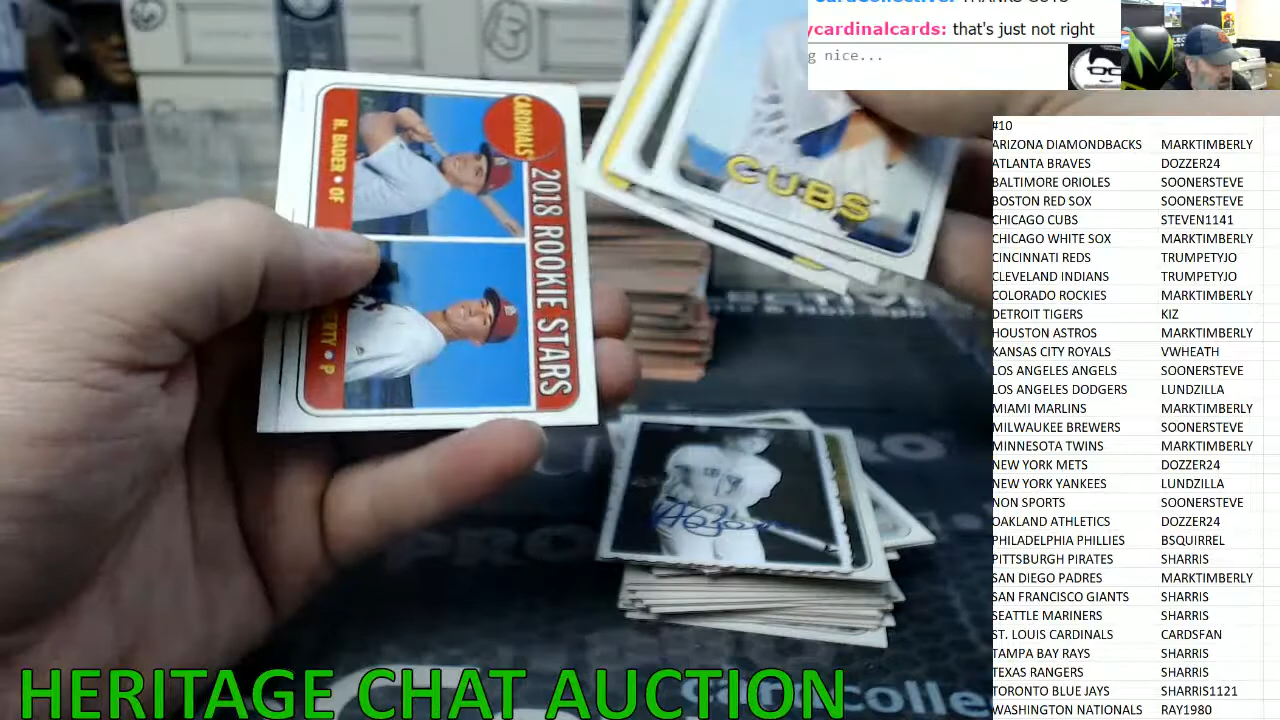 THANKS GUYS
ycardinalcards: that's just not right
g nice...
CARDINALS
2018 ROOKIE STARS
H. BADER • OF
ERTY • P
CUBS
PRO
#10
ARIZONA DIAMONDBACKS MARKTIMBERLY
ATLANTA BRAVES DOZZER24
BALTIMORE ORIOLES SOONERSTEVE
BOSTON RED SOX SOONERSTEVE
CHICAGO CUBS STEVEN1141
CHICAGO WHITE SOX MARKTIMBERLY
CINCINNATI REDS TRUMPETYJO
CLEVELAND INDIANS TRUMPETYJO
COLORADO ROCKIES MARKTIMBERLY
DETROIT TIGERS KIZ
HOUSTON ASTROS MARKTIMBERLY
KANSAS CITY ROYALS VWHEATH
LOS ANGELES ANGELS SOONERSTEVE
LOS ANGELES DODGERS LUNDZILLA
MIAMI MARLINS MARKTIMBERLY
MILWAUKEE BREWERS SOONERSTEVE
MINNESOTA TWINS MARKTIMBERLY
NEW YORK METS DOZZER24
NEW YORK YANKEES LUNDZILLA
NON SPORTS SOONERSTEVE
OAKLAND ATHLETICS DOZZER24
PHILADELPHIA PHILLIES BSQUIRREL
PITTSBURGH PIRATES SHARRIS
SAN DIEGO PADRES MARKTIMBERLY
SAN FRANCISCO GIANTS SHARRIS
SEATTLE MARINERS SHARRIS
ST. LOUIS CARDINALS CARDSFAN
TAMPA BAY RAYS SHARRIS
TEXAS RANGERS SHARRIS
TORONTO BLUE JAYS SHARRIS1121
WASHINGTON NATIONALS RAY1980
HERITAGE CHAT AUCTION